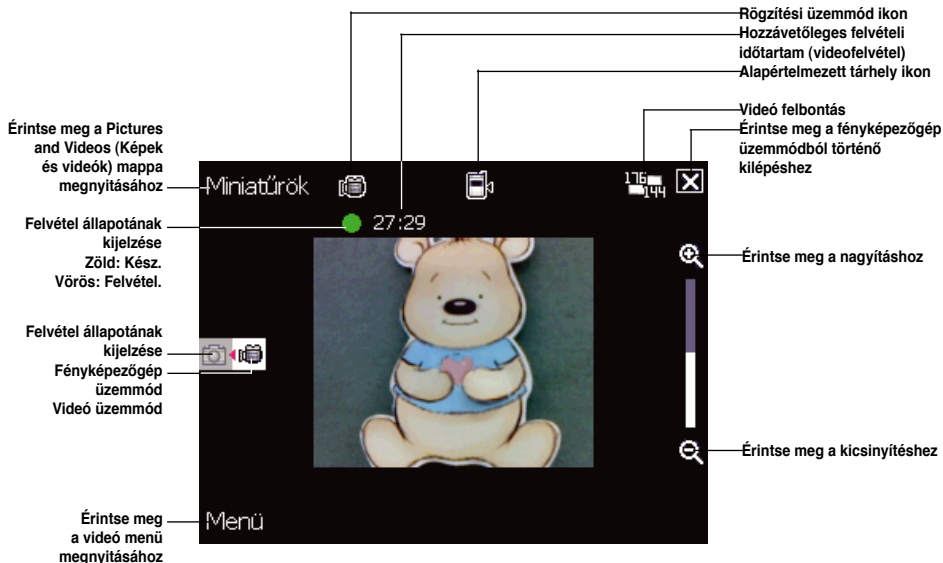 Rögzítési üzemmód ikon
Hozzávetőleges felvételi
időtartam (videofelvétel)
Alapértelmezett tárhely ikon
Videó felbontás
Érintse meg a fényképezőgép
üzemmódból történő
kilépéshez
Érintse meg a Pictures
and Videos (Képek
és videók) mappa
megnyitásához
Miniatűrök
176
144
Felvétel állapotának
kijelzése
Zöld: Kész.
Vörös: Felvétel.
27:29
Érintse meg a nagyításhoz
Felvétel állapotának
kijelzése
Fényképezőgép
üzemmód
Videó üzemmód
Érintse meg a kicsinyítéshez
Érintse meg
a videó menü
megnyitásához
Menü